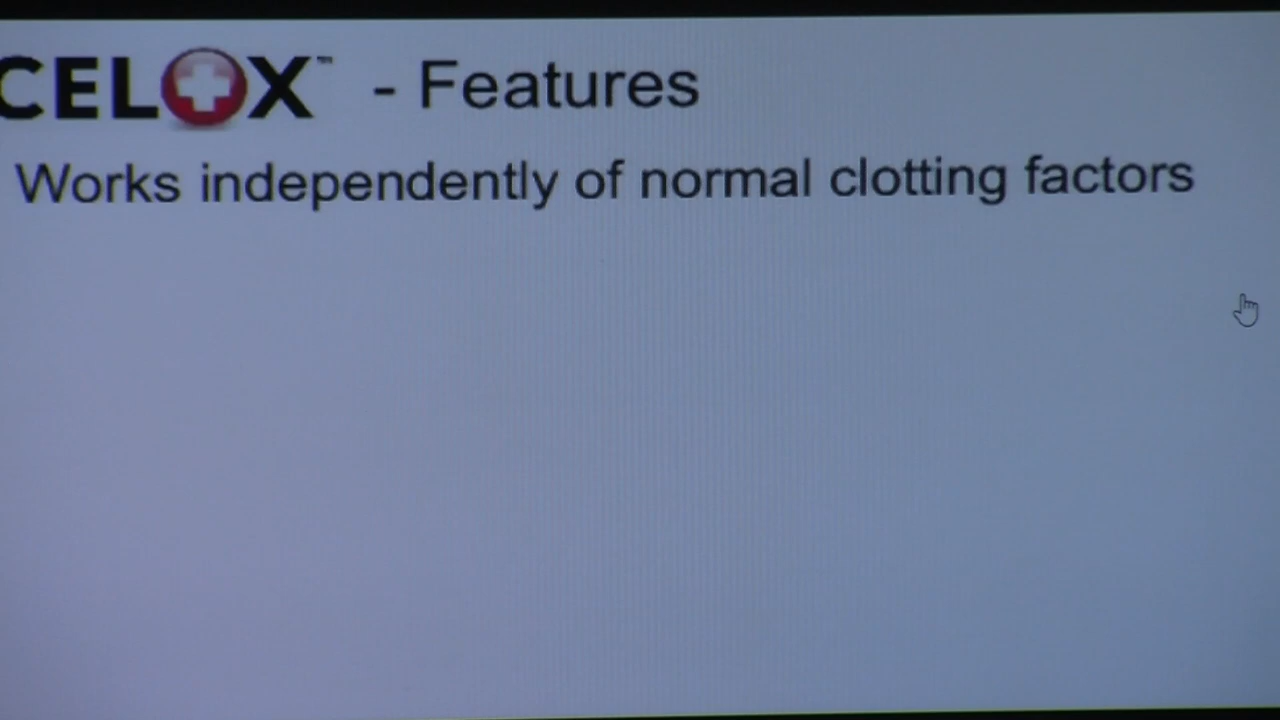 CELOX™ - Features
Works independently of normal clotting factors